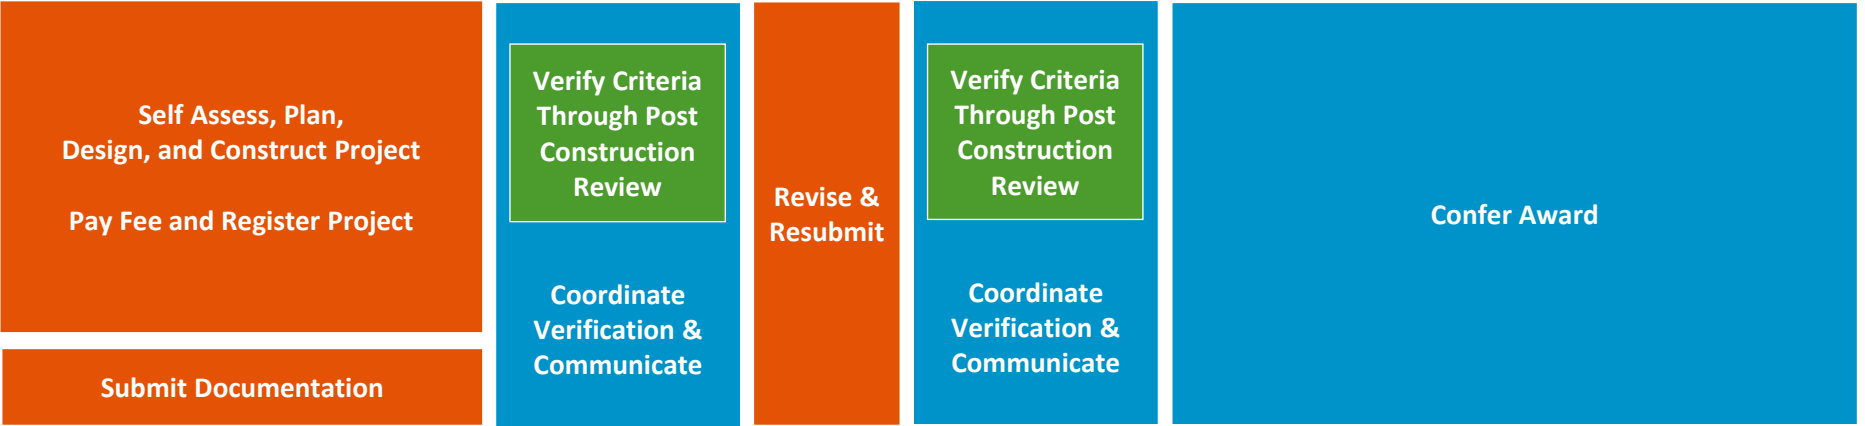 Self Assess, Plan,
Design, and Construct Project
Pay Fee and Register Project
Submit Documentation
Verify Criteria
Through Post
Construction
Review
Coordinate
Verification &
Communicate
Revise &
Resubmit
Verify Criteria
Through Post
Construction
Review
Coordinate
Verification &
Communicate
Confer Award